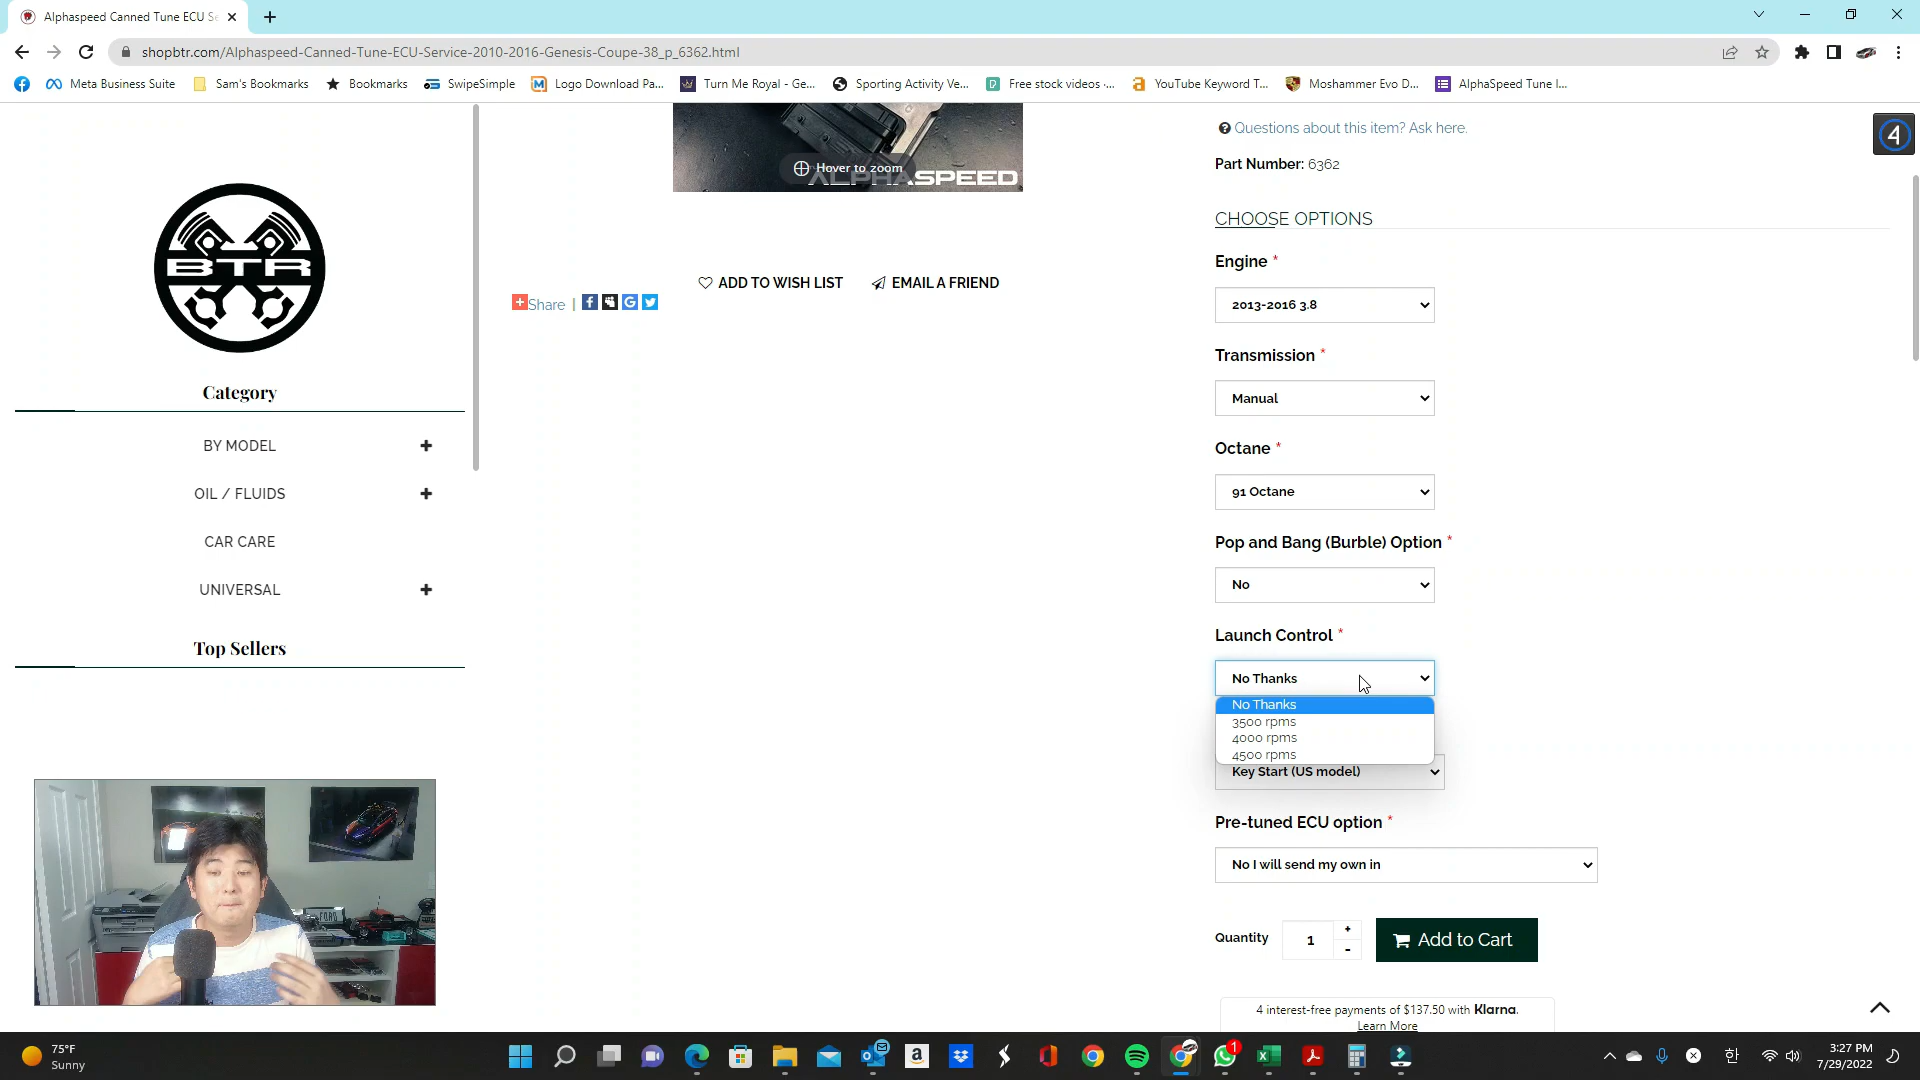 Alphaspeed Canned Tune ECU Se
shopbtr.com/Alphaspeed-Canned-Tune-ECU-Service-2010-2016-Genesis-Coupe-38_p_6362.html
Meta Business Suite
Sam's Bookmarks
Bookmarks
SwipeSimple
Logo Download Pa...
Turn Me Royal - Ge...
Sporting Activity Ve...
Free stock videos -...
YouTube Keyword T...
Moshammer Evo D...
AlphaSpeed Tune I...
BTR
Category
BY MODEL
OIL / FLUIDS
CAR CARE
UNIVERSAL
Top Sellers
Hover to zoom
ALPHASPEED
ADD TO WISH LIST
EMAIL A FRIEND
Share |
Questions about this item? Ask here.
Part Number: 6362
CHOOSE OPTIONS
Engine *
2013-2016 3.8
Transmission *
Manual
Octane *
91 Octane
Pop and Bang (Burble) Option *
No
Launch Control *
No Thanks
No Thanks
3500 rpms
4000 rpms
4500 rpms
Key Start (US model)
Pre-tuned ECU option *
No I will send my own in
Quantity
1
+
-
Add to Cart
4 interest-free payments of $137.50 with Klarna.
Learn More
4
75°F
Sunny
1
한
3:27 PM
7/29/2022